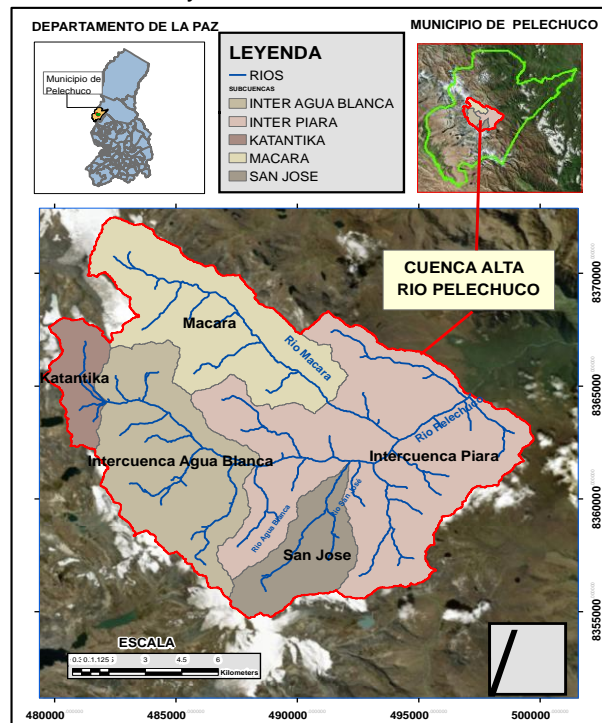 DEPARTAMENTO DE LA PAZ
MUNICIPIO DE PELECHUCO
Municipio de
Pelechuco
LEYENDA
RIOS
SUBCUENCAS
INTER AGUA BLANCA
INTER PIARA
KATANTIKA
MACARA
SAN JOSE
CUENCA ALTA
RIO PELECHUCO
Macara
Rio Macara
Katantika
Rio Pelechuco
Intercuenca Agua Blanca
Intercuenca Piara
Rio Agua Blanca
Rio San José
San Jose
8370000
8365000
8360000
8355000
ESCALA
3
4.5
6
Kilometers
480000
485000
490000
495000
500000